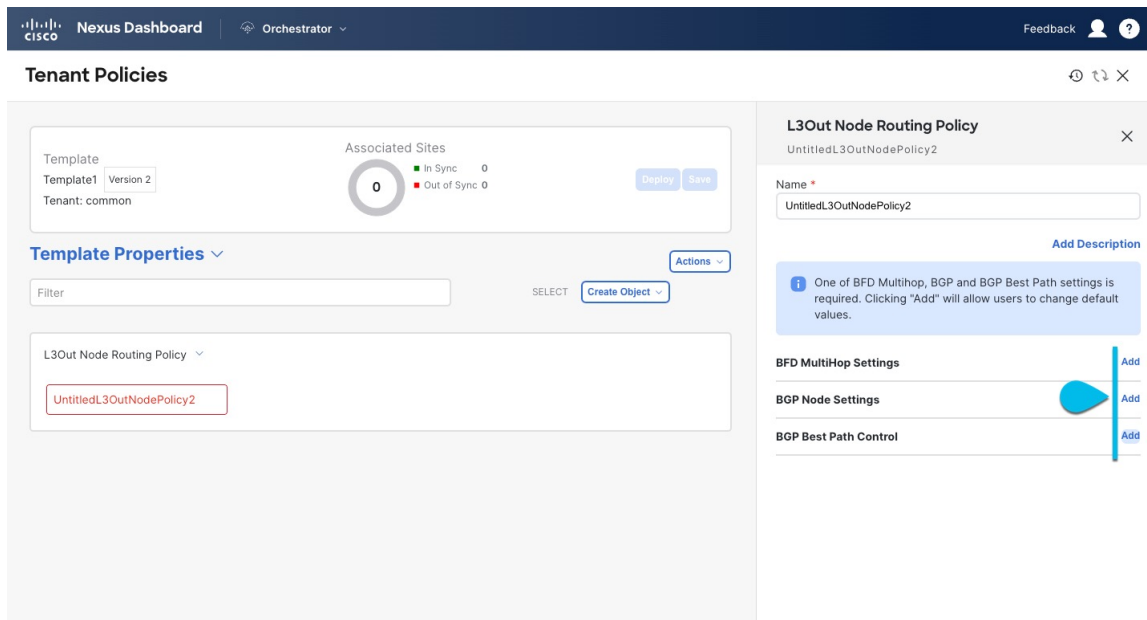 CISCO
Nexus Dashboard
Orchestrator
Feedback
?
Tenant Policies
Template
Template1 Version 2
Tenant: common
Associated Sites
0
In Sync 0
Out of Sync 0
Deploy Save
Template Properties
Actions
Filter
SELECT Create Object
L3Out Node Routing Policy
UntitledL3OutNodePolicy2
L3Out Node Routing Policy
UntitledL3OutNodePolicy2
Name *
UntitledL3OutNodePolicy2
Add Description
i
One of BFD Multihop, BGP and BGP Best Path settings is
required. Clicking "Add" will allow users to change default
values.
BFD MultiHop Settings Add
BGP Node Settings Add
BGP Best Path Control Add